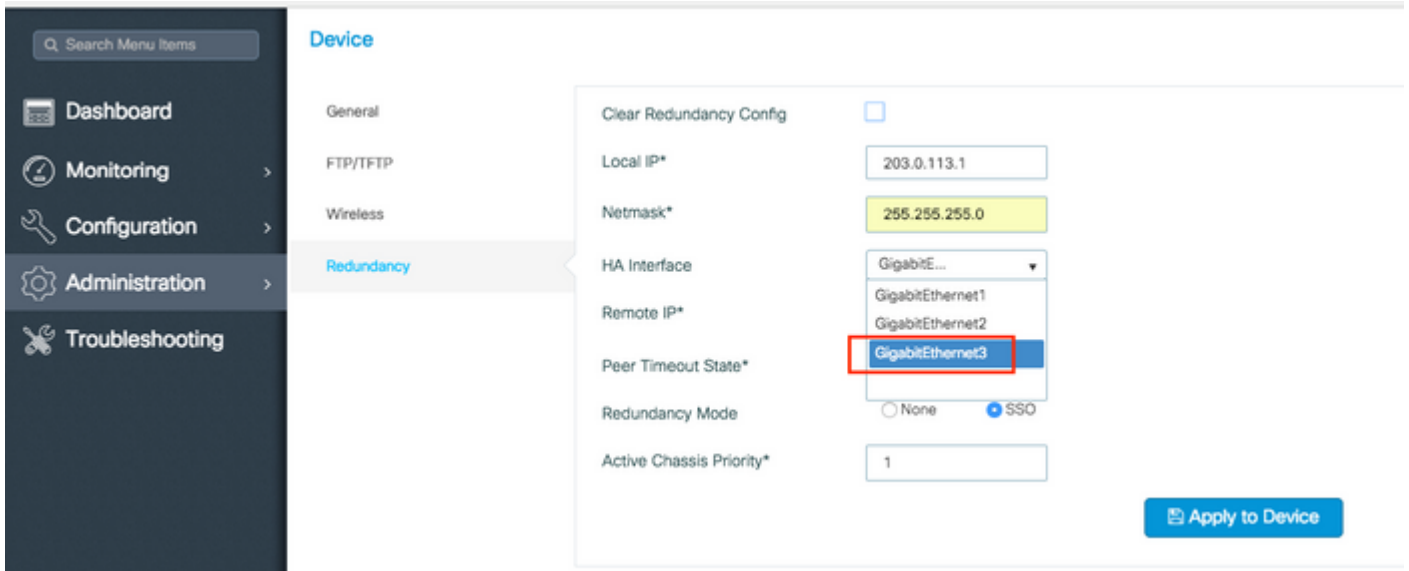 Search Menu Items
Dashboard
Monitoring
Configuration
Administration
Troubleshooting
Device
General
FTP/TFTP
Wireless
Redundancy
Clear Redundancy Config
Local IP*
203.0.113.1
Netmask*
255.255.255.0
HA Interface
GigabitE...
GigabitEthernet1
GigabitEthernet2
GigabitEthernet3
Remote IP*
Peer Timeout State*
Redundancy Mode
None
SSO
Active Chassis Priority*
1
Apply to Device